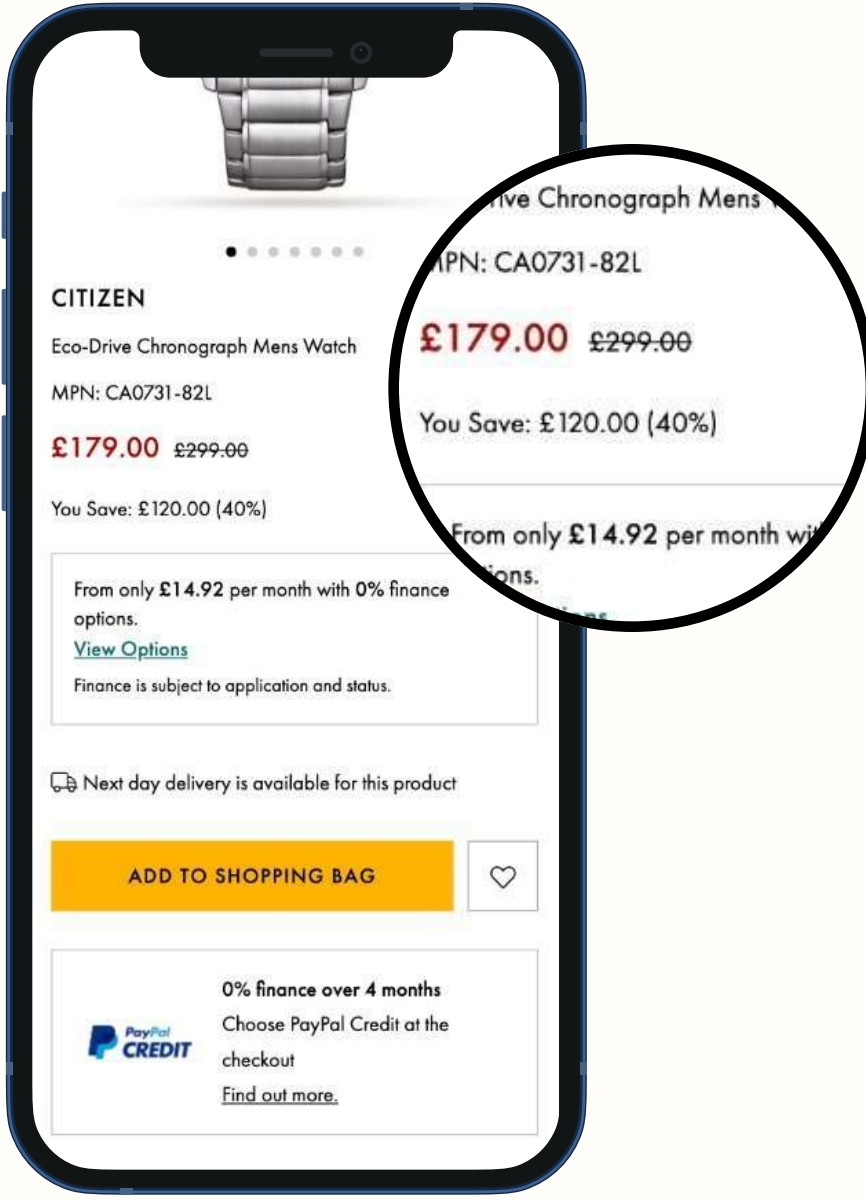 CITIZEN
Eco-Drive Chronograph Mens Watch
MPN: CA0731-82L
£179.00 £299.00
You Save: £120.00 (40%)
From only £14.92 per month with 0% finance
options.
View Options
Finance is subject to application and status.
Next day delivery is available for this product
ADD TO SHOPPING BAG
0% finance over 4 months
PayPal
CREDIT
Choose PayPal Credit at the
checkout
Find out more.
ive Chronograph Mens
MPN: CA0731-82L
£179.00 £299.00
You Save: £120.00 (40%)
From only £14.92 per month wit
ions.